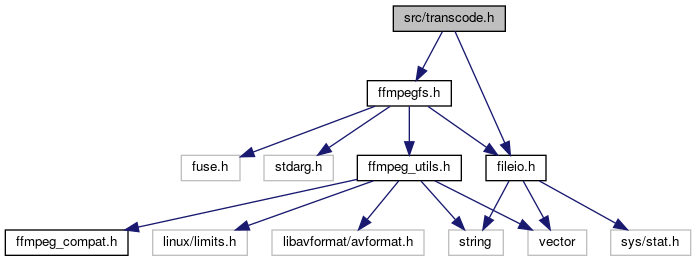 src/transcode.h
ffmpegfs.h
fuse.h
stdarg.h
ffmpeg_utils.h
fileio.h
ffmpeg_compat.h
linux/limits.h
libavformat/avformat.h
string
vector
sys/stat.h